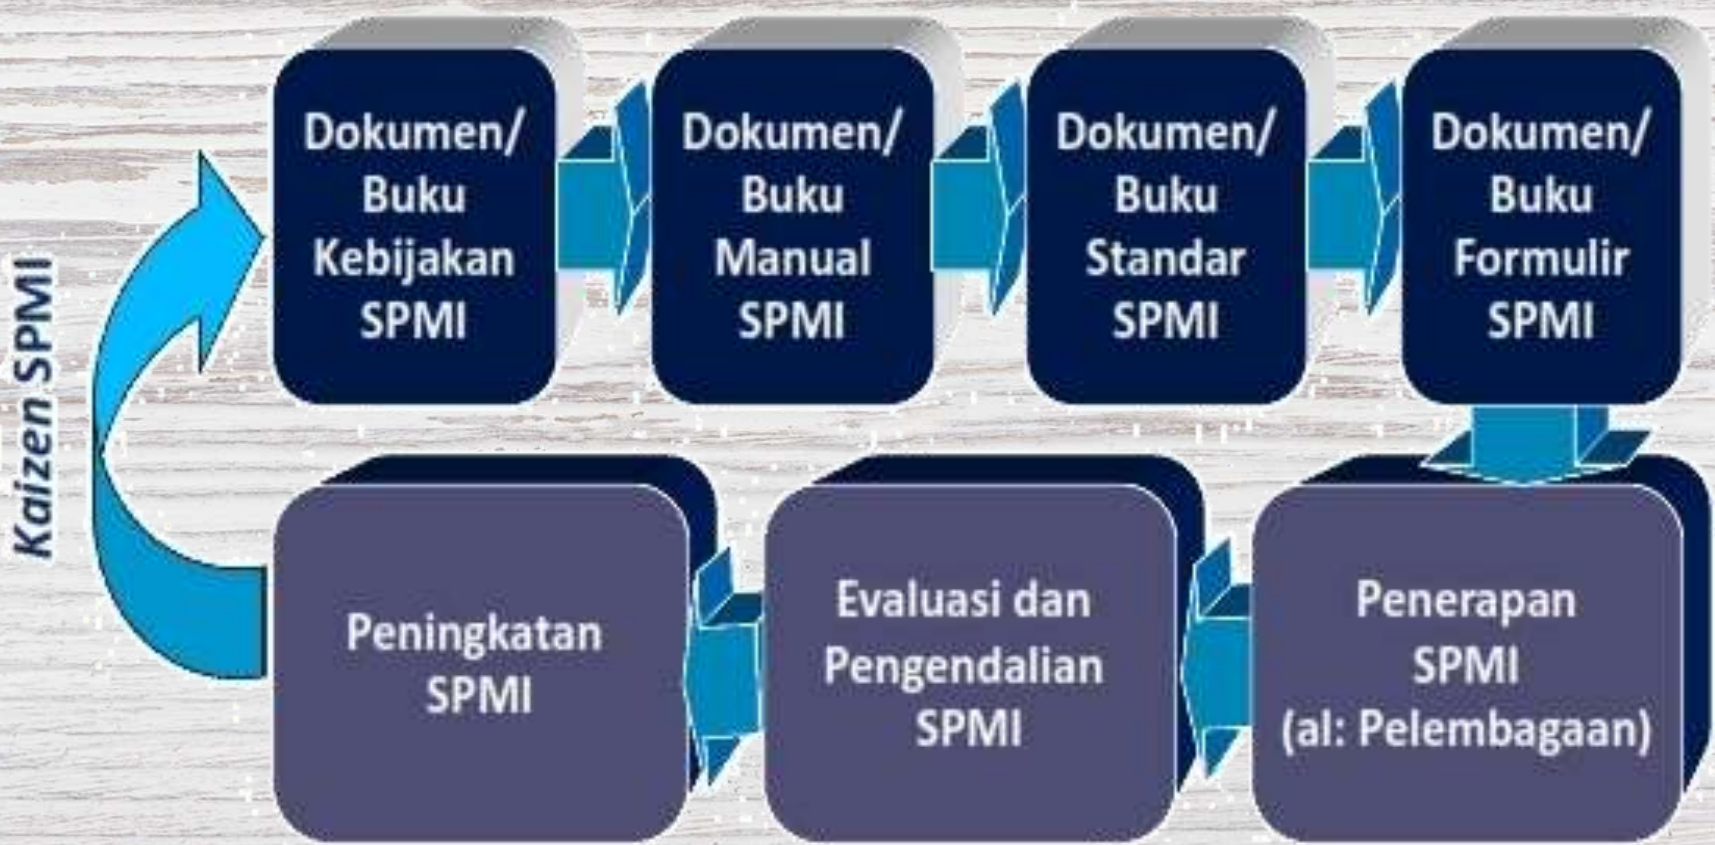 Kaizen SPMI
Dokumen/
Buku
Kebijakan
SPMI
Dokumen/
Buku
Manual
SPMI
Dokumen/
Buku
Standar
SPMI
Dokumen/
Buku
Formulir
SPMI
Penerapan
SPMI
(al: Pelembagaan)
Evaluasi dan
Pengendalian
SPMI
Peningkatan
SPMI